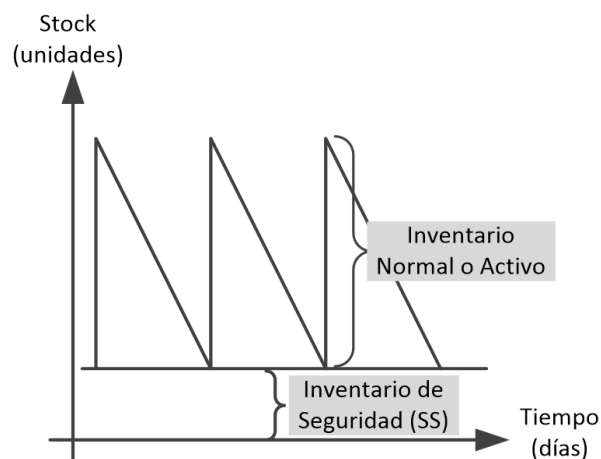 Stock
(unidades)
Inventario
Normal o Activo
Inventario de
Seguridad (SS)
Tiempo
(días)